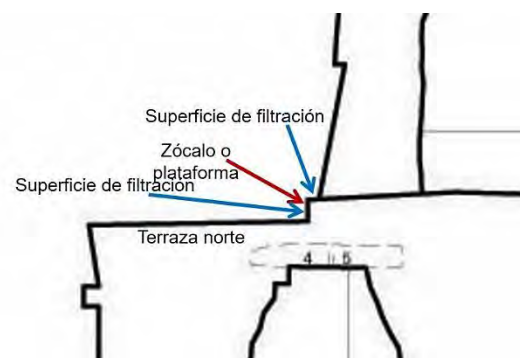 Superficie de filtración
Zócalo o
plataforma
Superficie de filtración
Terraza norte
4 5